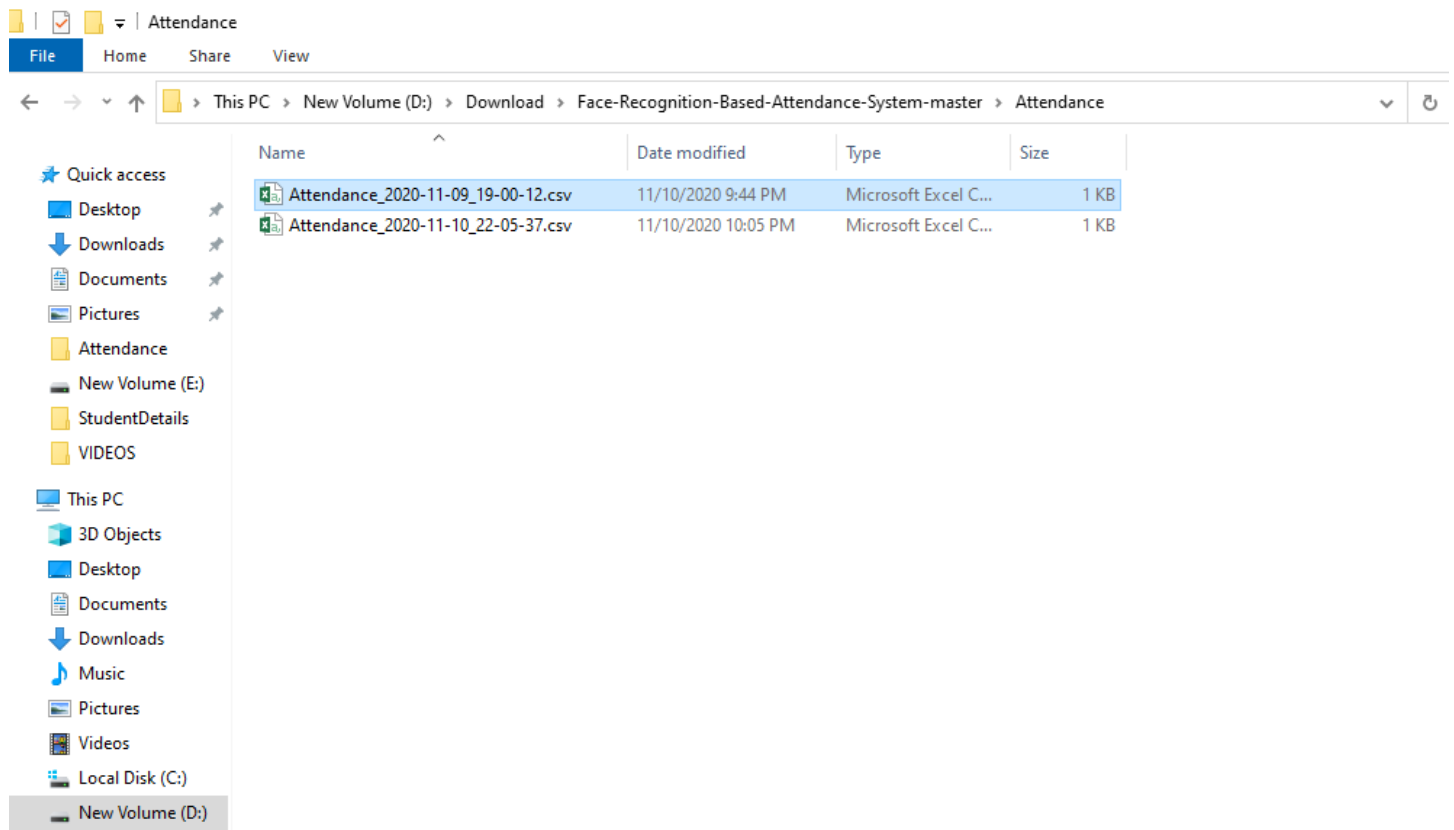 Attendance
File Home Share View
This PC > New Volume (D:) > Download > Face-Recognition-Based-Attendance-System-master > Attendance
Name Date modified Type Size
Attendance_2020-11-09_19-00-12.csv 11/10/2020 9:44 PM Microsoft Excel C... 1 KB
Attendance_2020-11-10_22-05-37.csv 11/10/2020 10:05 PM Microsoft Excel C... 1 KB
Quick access
Desktop
Downloads
Documents
Pictures
Attendance
New Volume (E:)
StudentDetails
VIDEOS
This PC
3D Objects
Desktop
Documents
Downloads
Music
Pictures
Videos
Local Disk (C:)
New Volume (D:)